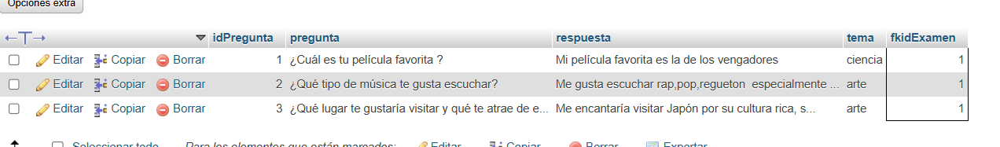 Opciones extra
←T→ idPregunta pregunta respuesta tema fkidExamen
Editar Copiar Borrar 1 ¿Cuál es tu película favorita ? Mi película favorita es la de los vengadores ciencia 1
Editar Copiar Borrar 2 ¿Qué tipo de música te gusta escuchar? Me gusta escuchar rap,pop,regueton especialmente ... arte 1
Editar Copiar Borrar 3 ¿Qué lugar te gustaría visitar y qué te atrae de e... Me encantaría visitar Japón por su cultura rica, s... arte 1
Seleccionar todo Para los elementos que están marcados: Editar Copiar Borrar Exportar